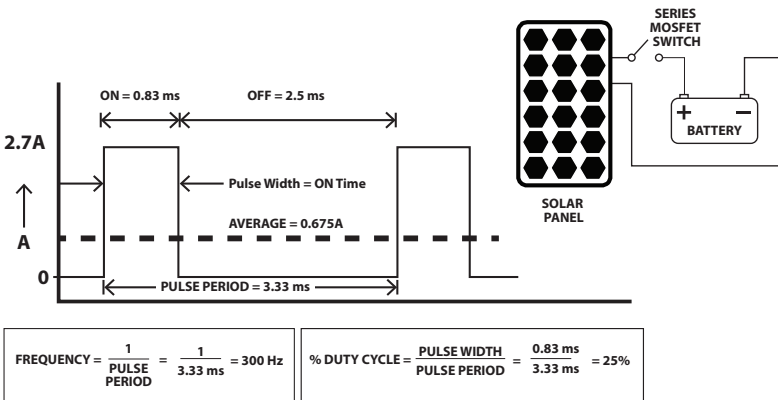 SERIES
MOSFET
SWITCH
ON = 0.83 ms
OFF = 2.5 ms
2.7A
+ −
BATTERY
Pulse Width = ON Time
SOLAR
PANEL
AVERAGE = 0.675A
A
0
PULSE PERIOD = 3.33 ms
FREQUENCY = 1 / PULSE PERIOD = 1 / 3.33 ms = 300 Hz
% DUTY CYCLE = PULSE WIDTH / PULSE PERIOD = 0.83 ms / 3.33 ms = 25%